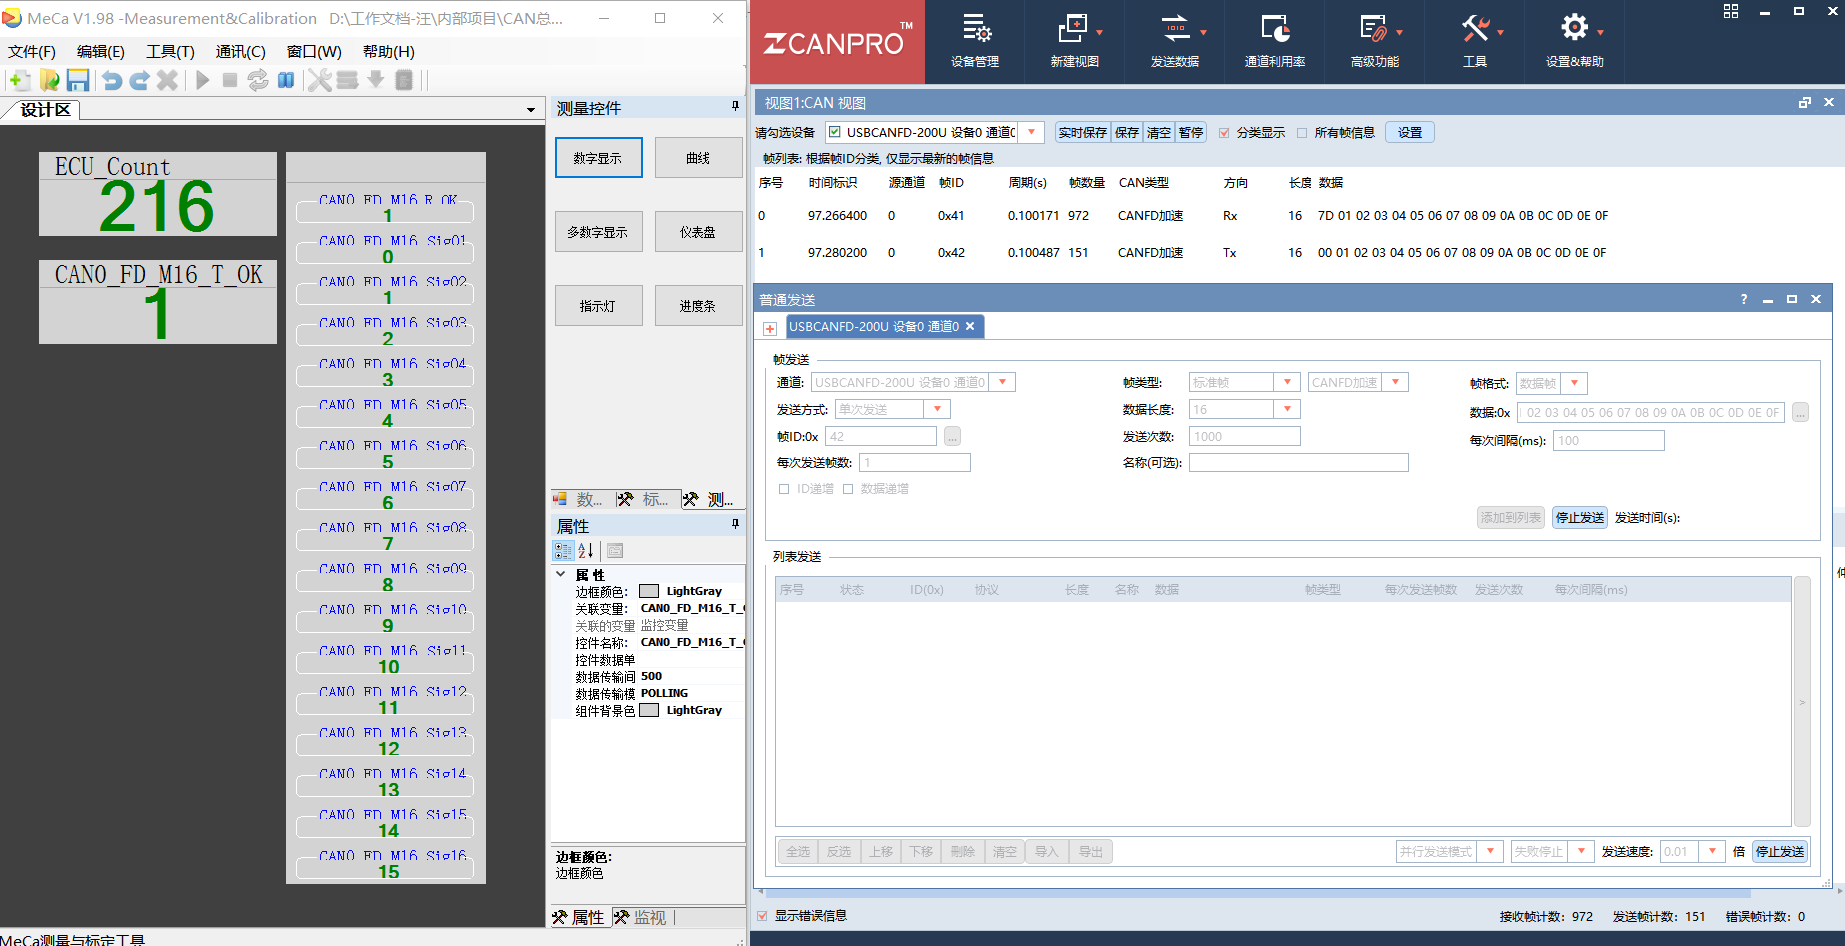 MeCa V1.98 -Measurement&Calibration   D:\工作文档-汪\内部项目\CAN总...
文件(F)  编辑(E)  工具(T)  通讯(C)  窗口(W)  帮助(H)
设计区
ECU_Count
216
CAN0_FD_M16_T_OK
1
CAN0_FD_M16_R_OK
1
CAN0_FD_M16_Sig01
0
CAN0_FD_M16_Sig02
1
CAN0_FD_M16_Sig03
2
CAN0_FD_M16_Sig04
3
CAN0_FD_M16_Sig05
4
CAN0_FD_M16_Sig06
5
CAN0_FD_M16_Sig07
6
CAN0_FD_M16_Sig08
7
CAN0_FD_M16_Sig09
8
CAN0_FD_M16_Sig10
9
CAN0_FD_M16_Sig11
10
CAN0_FD_M16_Sig12
11
CAN0_FD_M16_Sig13
12
CAN0_FD_M16_Sig14
13
CAN0_FD_M16_Sig15
14
CAN0_FD_M16_Sig16
15
测量控件
数字显示  曲线
多数字显示  仪表盘
指示灯  进度条
数...  标...  测...
属性
属性
边框颜色:  LightGray
关联变量:  CAN0_FD_M16_T_
关联的变量  监控变量
控件名称:  CAN0_FD_M16_T_
控件数据单
数据传输间  500
数据传输模  POLLING
组件背景色  LightGray
边框颜色:
边框颜色
属性  监视
MeCa测量与标定工具
ZCANPRO™
设备管理  新建视图  发送数据  通道利用率  高级功能  工具  设置&帮助
视图1:CAN 视图
请勾选设备  USBCANFD-200U 设备0 通道0  实时保存  保存  清空  暂停  分类显示  所有帧信息  设置
帧列表: 根据帧ID分类, 仅显示最新的帧信息
序号  时间标识  源通道  帧ID  周期(s)  帧数量  CAN类型  方向  长度  数据
0  97.266400  0  0x41  0.100171  972  CANFD加速  Rx  16  7D 01 02 03 04 05 06 07 08 09 0A 0B 0C 0D 0E 0F
1  97.280200  0  0x42  0.100487  151  CANFD加速  Tx  16  00 01 02 03 04 05 06 07 08 09 0A 0B 0C 0D 0E 0F
普通发送
USBCANFD-200U 设备0 通道0
帧发送
通道:  USBCANFD-200U 设备0 通道0  帧类型:  标准帧  CANFD加速  帧格式:  数据帧
发送方式:  单次发送  数据长度:  16  数据:0x  02 03 04 05 06 07 08 09 0A 0B 0C 0D 0E 0F  ...
帧ID:0x  42  ...  发送次数:  1000  每次间隔(ms):  100
每次发送帧数:  1  名称(可选):
ID递增  数据递增
添加到列表  停止发送  发送时间(s):
列表发送
序号  状态  ID(0x)  协议  长度  名称  数据  帧类型  每次发送帧数  发送次数  每次间隔(ms)
>
全选  反选  上移  下移  删除  清空  导入  导出  并行发送模式  失败停止  发送速度:  0.01  倍  停止发送
显示错误信息  接收帧计数: 972  发送帧计数: 151  错误帧计数: 0